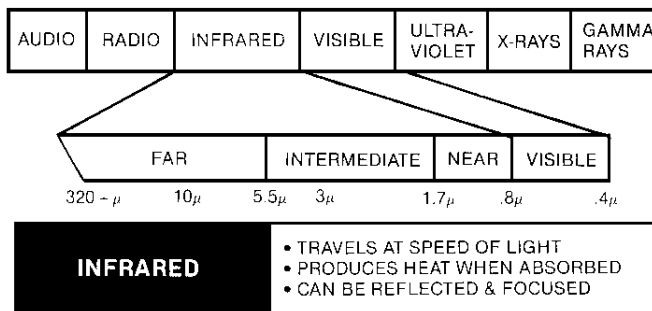 AUDIO RADIO INFRARED VISIBLE ULTRA-VIOLET X-RAYS GAMMA RAYS
FAR INTERMEDIATE NEAR VISIBLE
320 - μ 10μ 5.5μ 3μ 1.7μ .8μ .4μ
INFRARED
• TRAVELS AT SPEED OF LIGHT
• PRODUCES HEAT WHEN ABSORBED
• CAN BE REFLECTED & FOCUSED